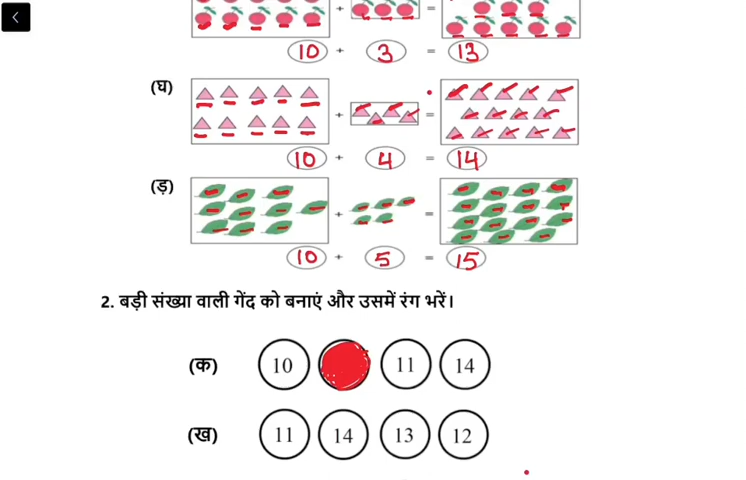 + =
10 + 3 = 13
(घ) + =
10 + 4 = 14
(ड़) + =
10 + 5 = 15
2. बड़ी संख्या वाली गेंद को बनाएं और उसमें रंग भरें।
(क) 10 11 14
(ख) 11 14 13 12